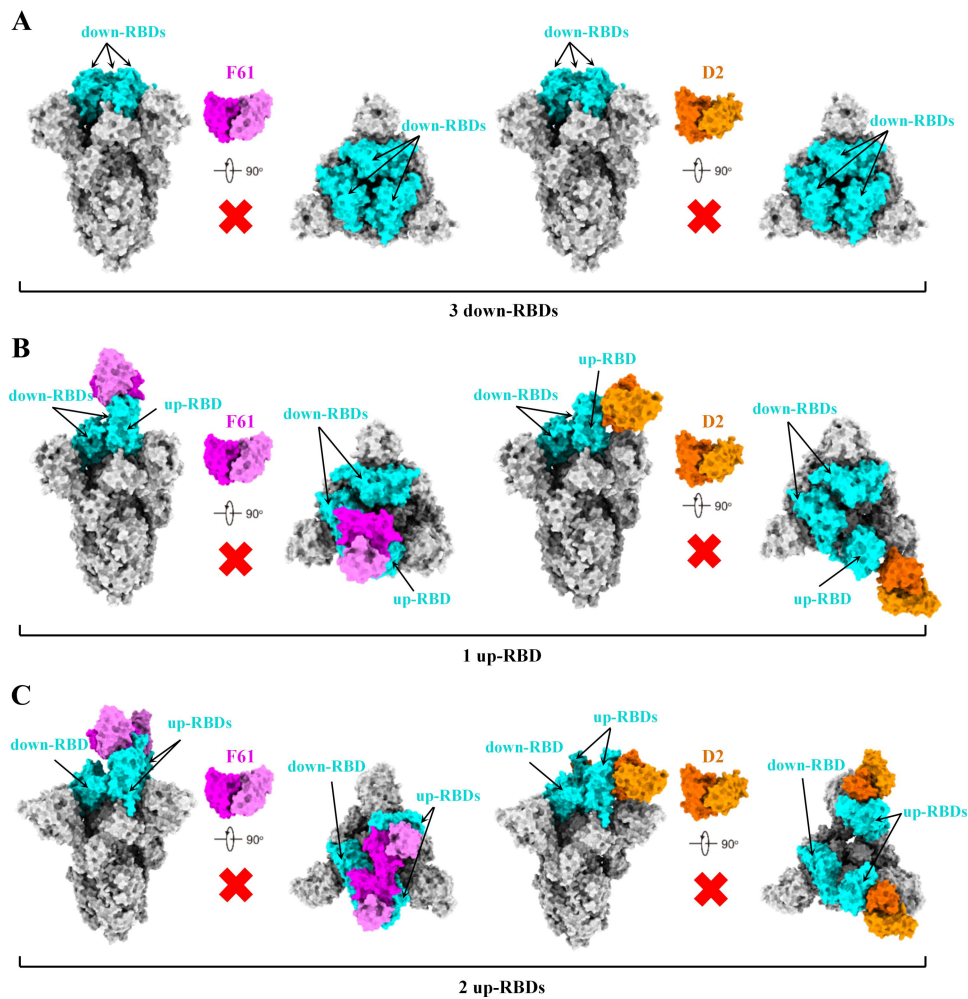 A
down-RBDs
down-RBDs
F61
D2
down-RBDs
down-RBDs
90°
90°
3 down-RBDs
B
up-RBD
down-RBDs
up-RBD
F61
down-RBDs
down-RBDs
D2
down-RBDs
90°
90°
up-RBD
up-RBD
1 up-RBD
C
up-RBDs
up-RBDs
down-RBD
F61
down-RBD
D2
down-RBD
down-RBD
up-RBDs
up-RBDs
90°
90°
2 up-RBDs